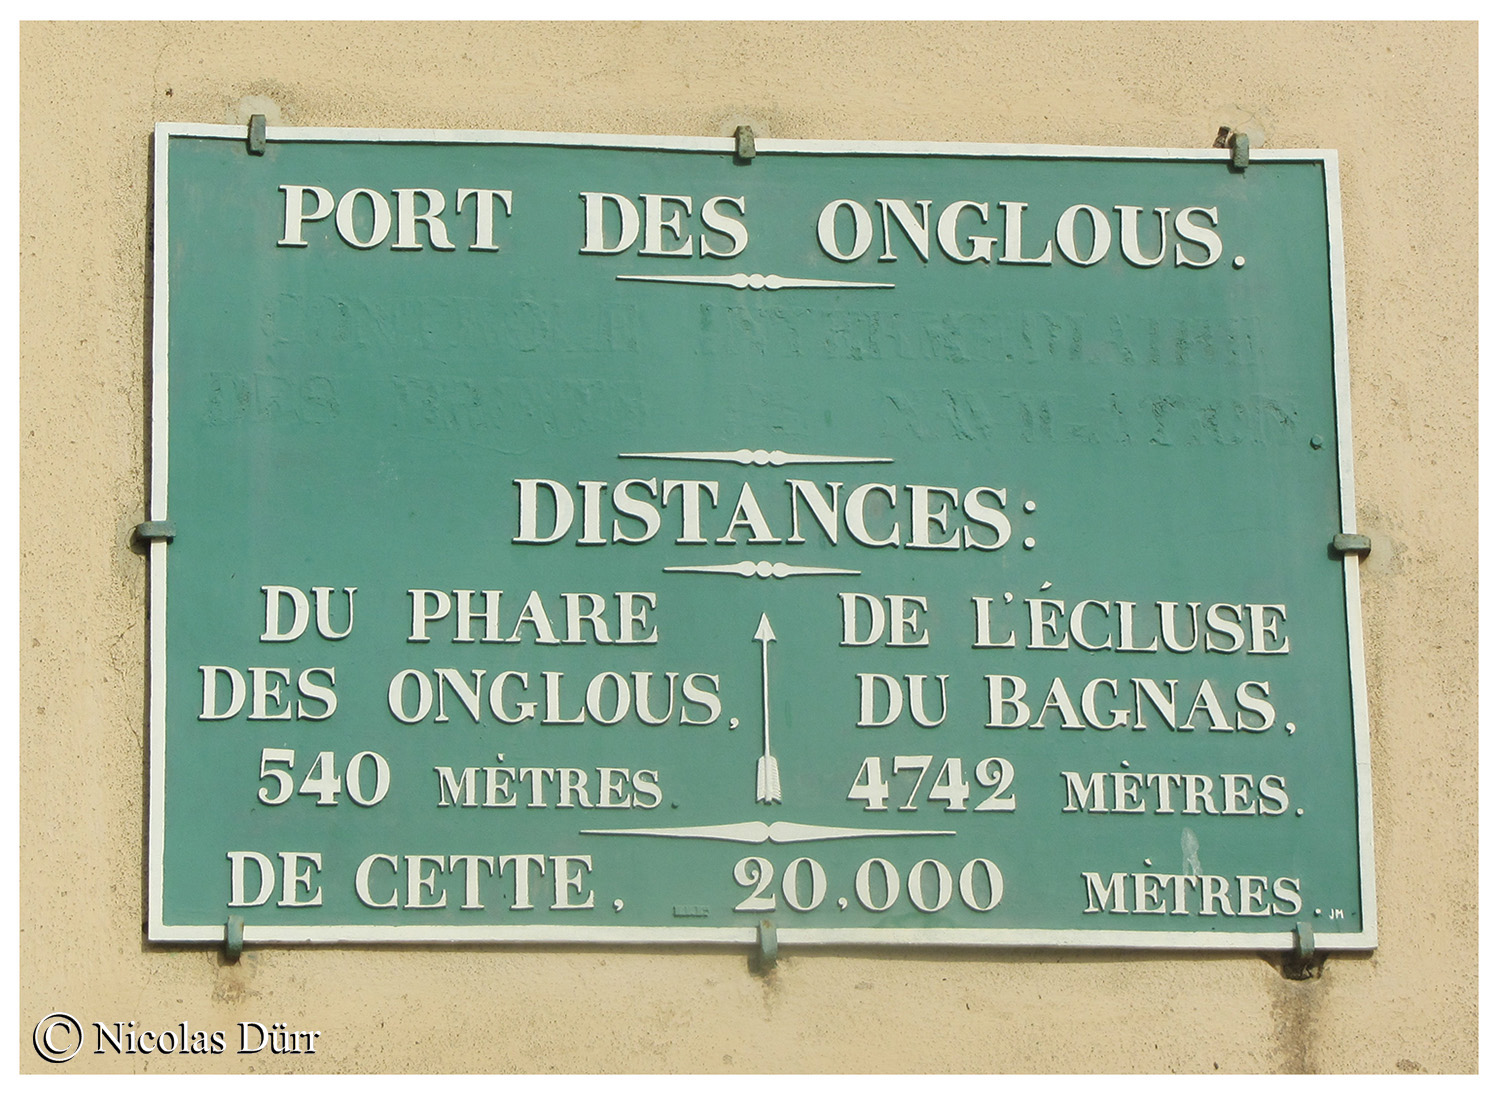 PORT DES ONGLOUS.
DISTANCES:
DU PHARE
DES ONGLOUS,
540 MÈTRES.
DE L'ÉCLUSE
DU BAGNAS,
4742 MÈTRES.
DE CETTE, 20,000 MÈTRES.
JM
© Nicolas Dürr